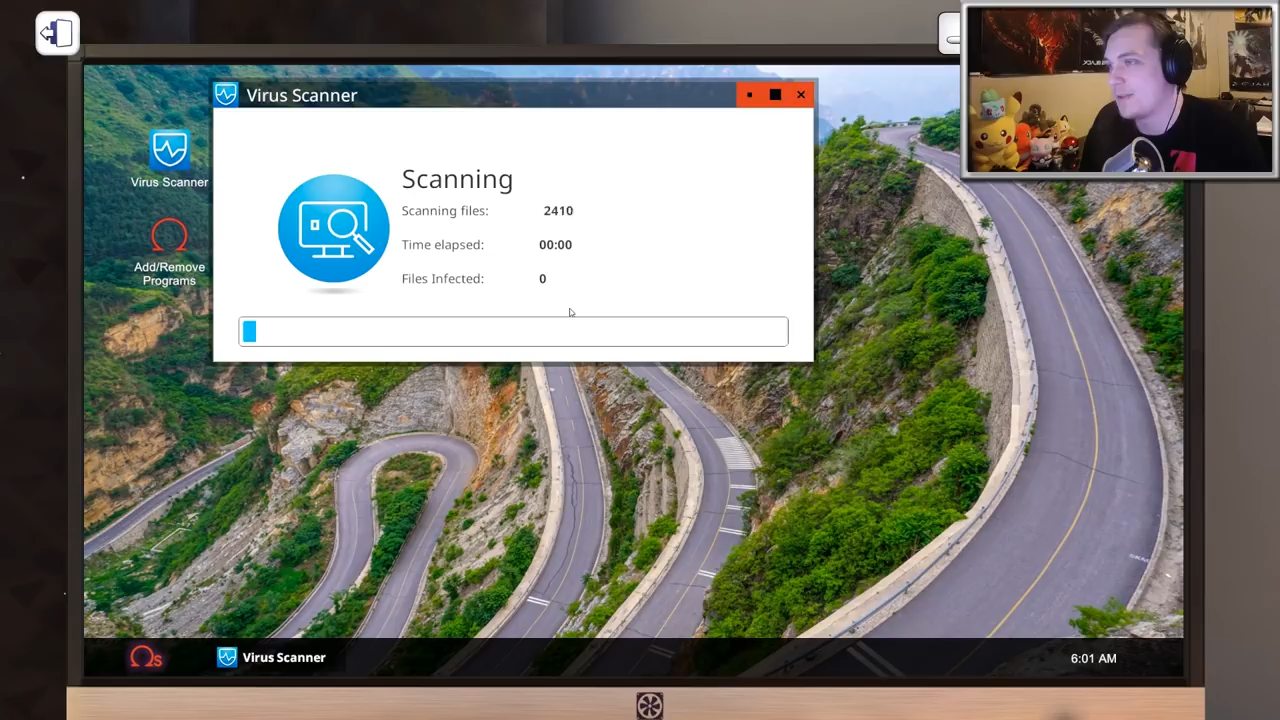 Virus Scanner
Scanning
Scanning files: 2410
Time elapsed: 00:00
Files Infected: 0
Virus Scanner
Add/Remove
Programs
Ωs
Virus Scanner
6:01 AM